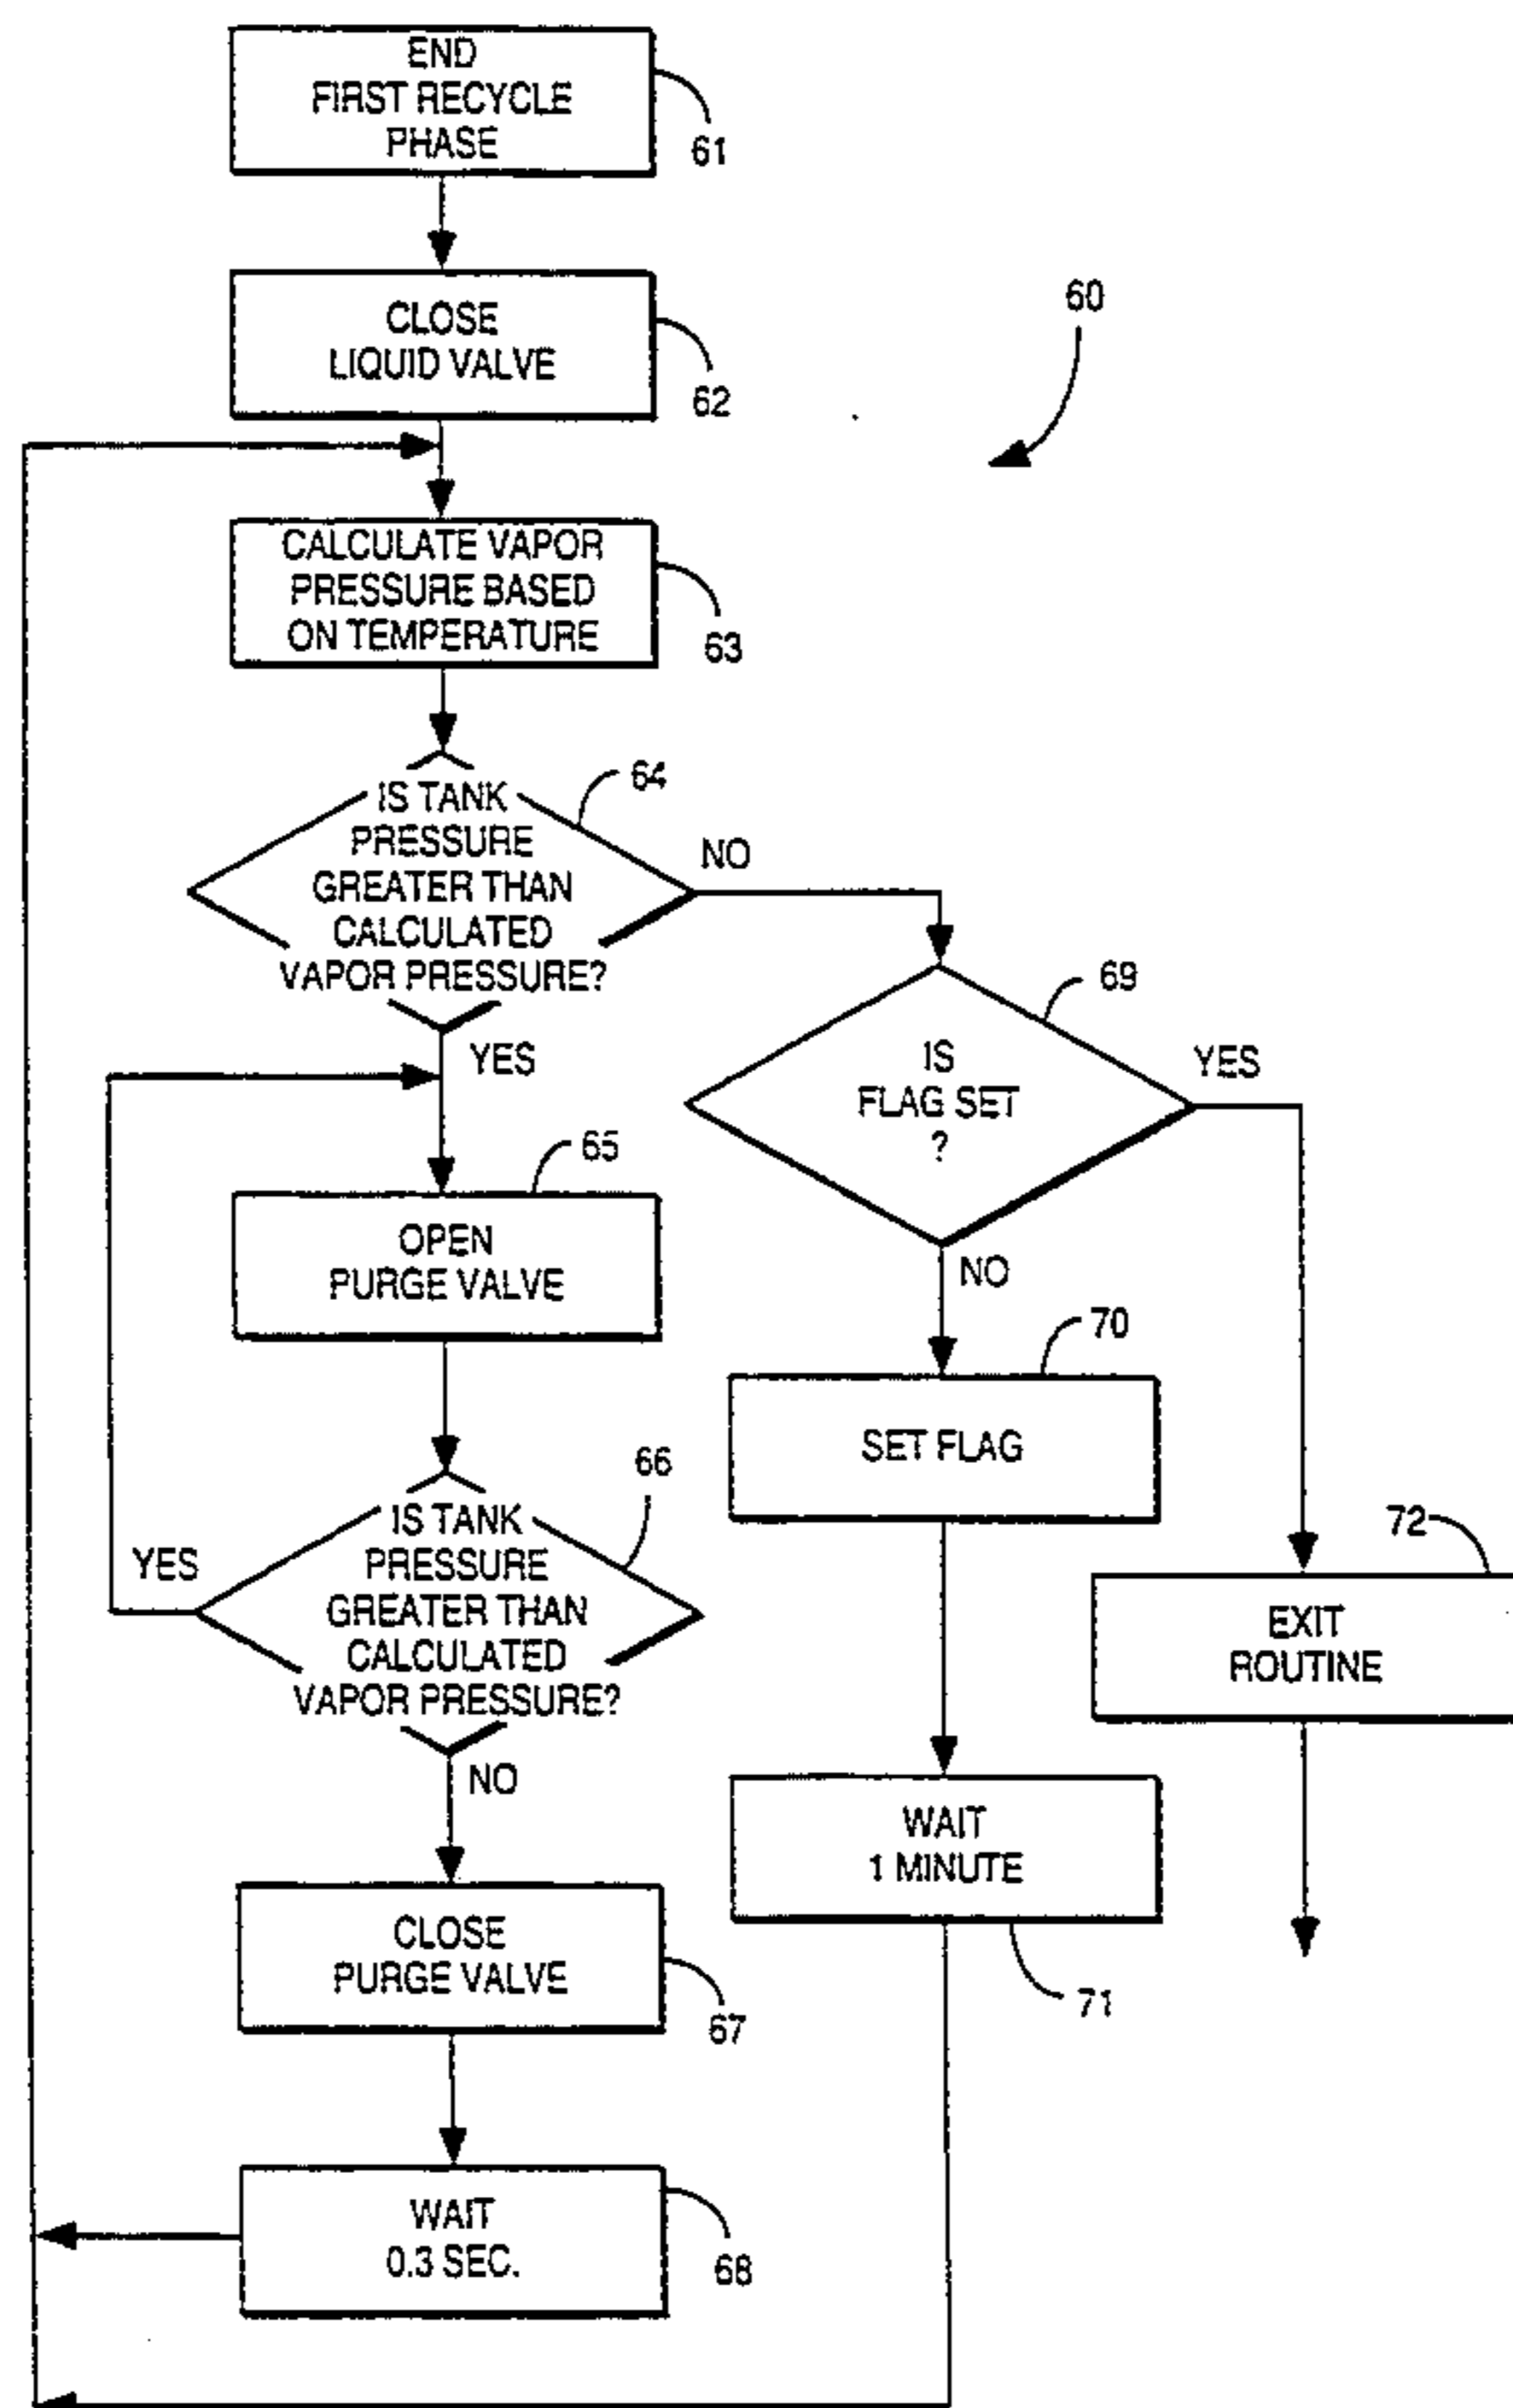 END
FIRST RECYCLE
PHASE
61
CLOSE
LIQUID VALVE
62
60
CALCULATE VAPOR
PRESSURE BASED
ON TEMPERATURE
63
IS TANK
PRESSURE
GREATER THAN
CALCULATED
VAPOR PRESSURE?
64
NO
YES
IS
FLAG SET
?
69
YES
NO
OPEN
PURGE VALVE
65
SET FLAG
70
IS TANK
PRESSURE
GREATER THAN
CALCULATED
VAPOR PRESSURE?
66
YES
NO
EXIT
ROUTINE
72
WAIT
1 MINUTE
71
CLOSE
PURGE VALVE
67
WAIT
0.3 SEC.
68